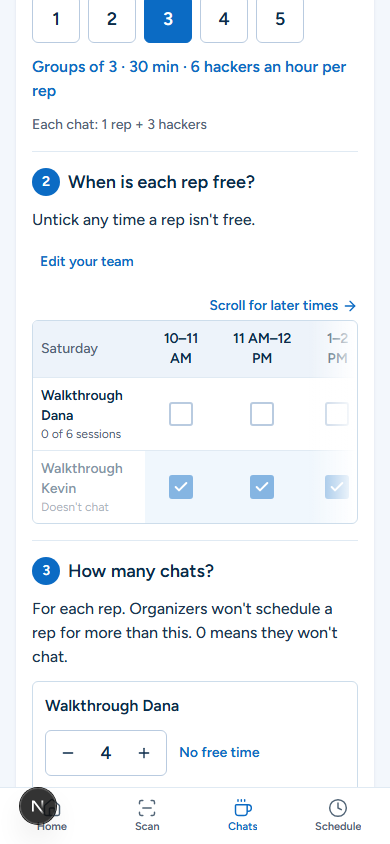 1 2 3 4 5
Groups of 3 · 30 min · 6 hackers an hour per
rep
Each chat: 1 rep + 3 hackers
2 When is each rep free?
Untick any time a rep isn't free.
Edit your team
Scroll for later times →
Saturday 10–11 AM 11 AM–12 PM 1–2 PM
Walkthrough
Dana
0 of 6 sessions
Walkthrough
Kevin
Doesn't chat
3 How many chats?
For each rep. Organizers won't schedule a
rep for more than this. 0 means they won't
chat.
Walkthrough Dana
− 4 + No free time
N
Home Scan Chats Schedule